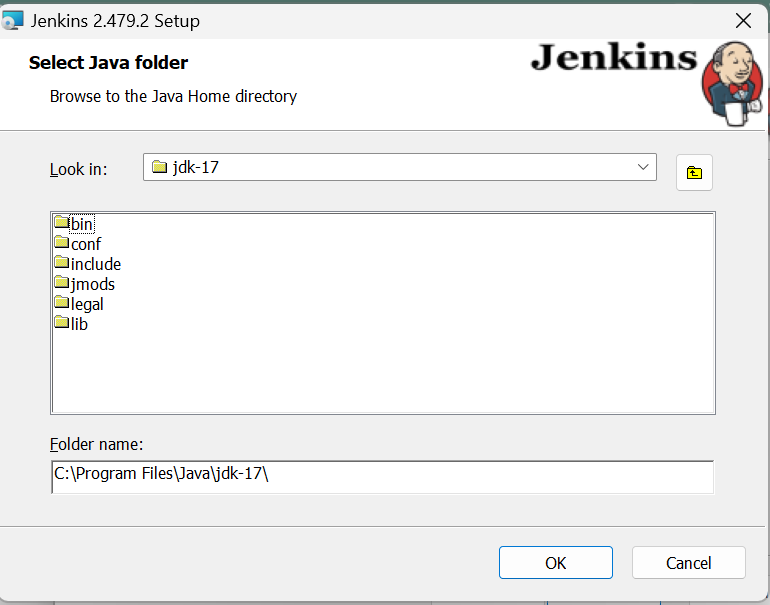 Jenkins 2.479.2 Setup
Select Java folder
Jenkins
Browse to the Java Home directory
Look in:
jdk-17
bin
conf
include
jmods
legal
lib
Folder name:
C:\Program Files\Java\jdk-17\
OK
Cancel